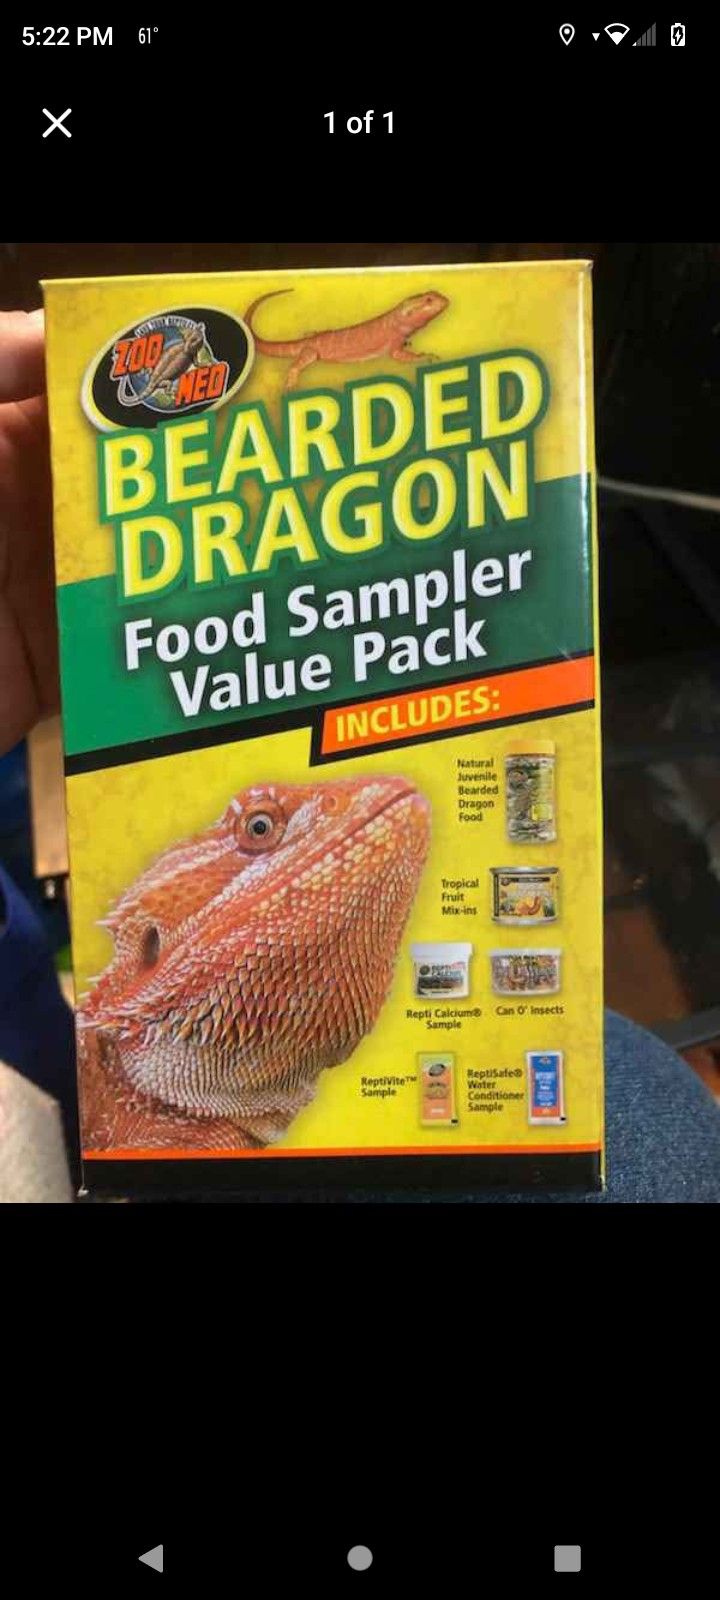 5:22 PM 61°
1 of 1
ZOO
MED
BEARDED
DRAGON
Food Sampler
Value Pack
INCLUDES:
Natural
Juvenile
Bearded
Dragon
Food
Tropical
Fruit
Mix-ins
Repti Calcium®
Sample
Can O' Insects
ReptiVite™
Sample
ReptiSafe®
Water
Conditioner
Sample